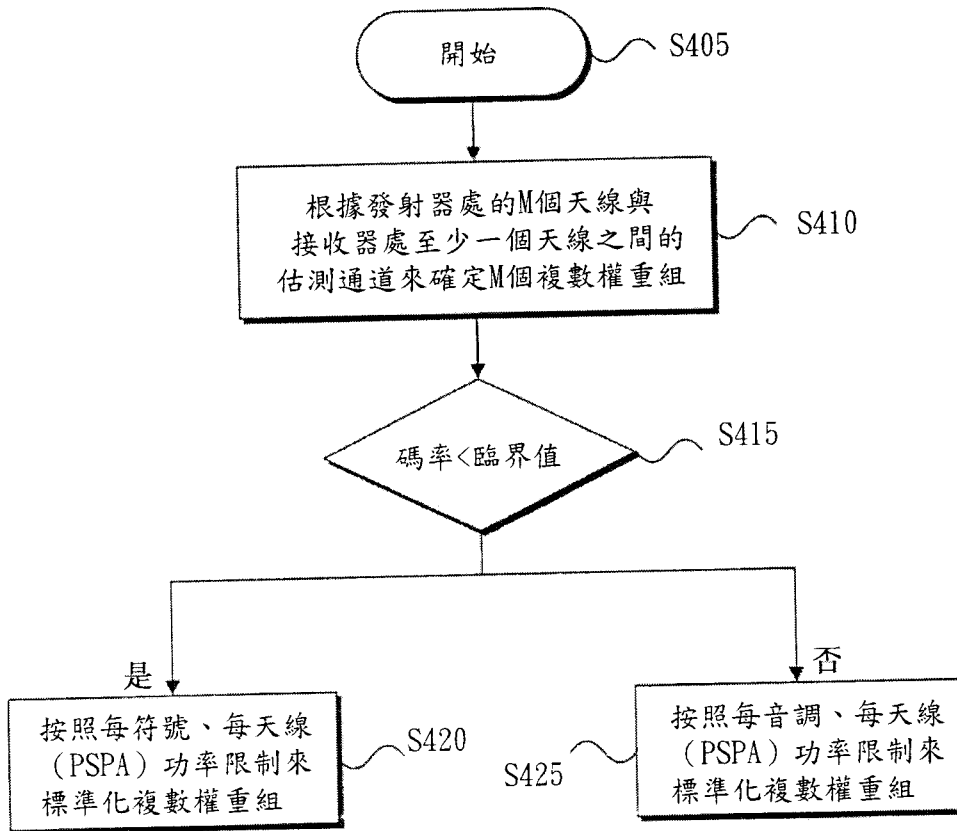 開始
S405
根據發射器處的M個天線與
接收器處至少一個天線之間的
估測通道來確定M個複數權重組
S410
碼率<臨界值
S415
是
否
按照每符號、每天線
（PSPA）功率限制來
標準化複數權重組
S420
S425
按照每音調、每天線
（PSPA）功率限制來
標準化複數權重組